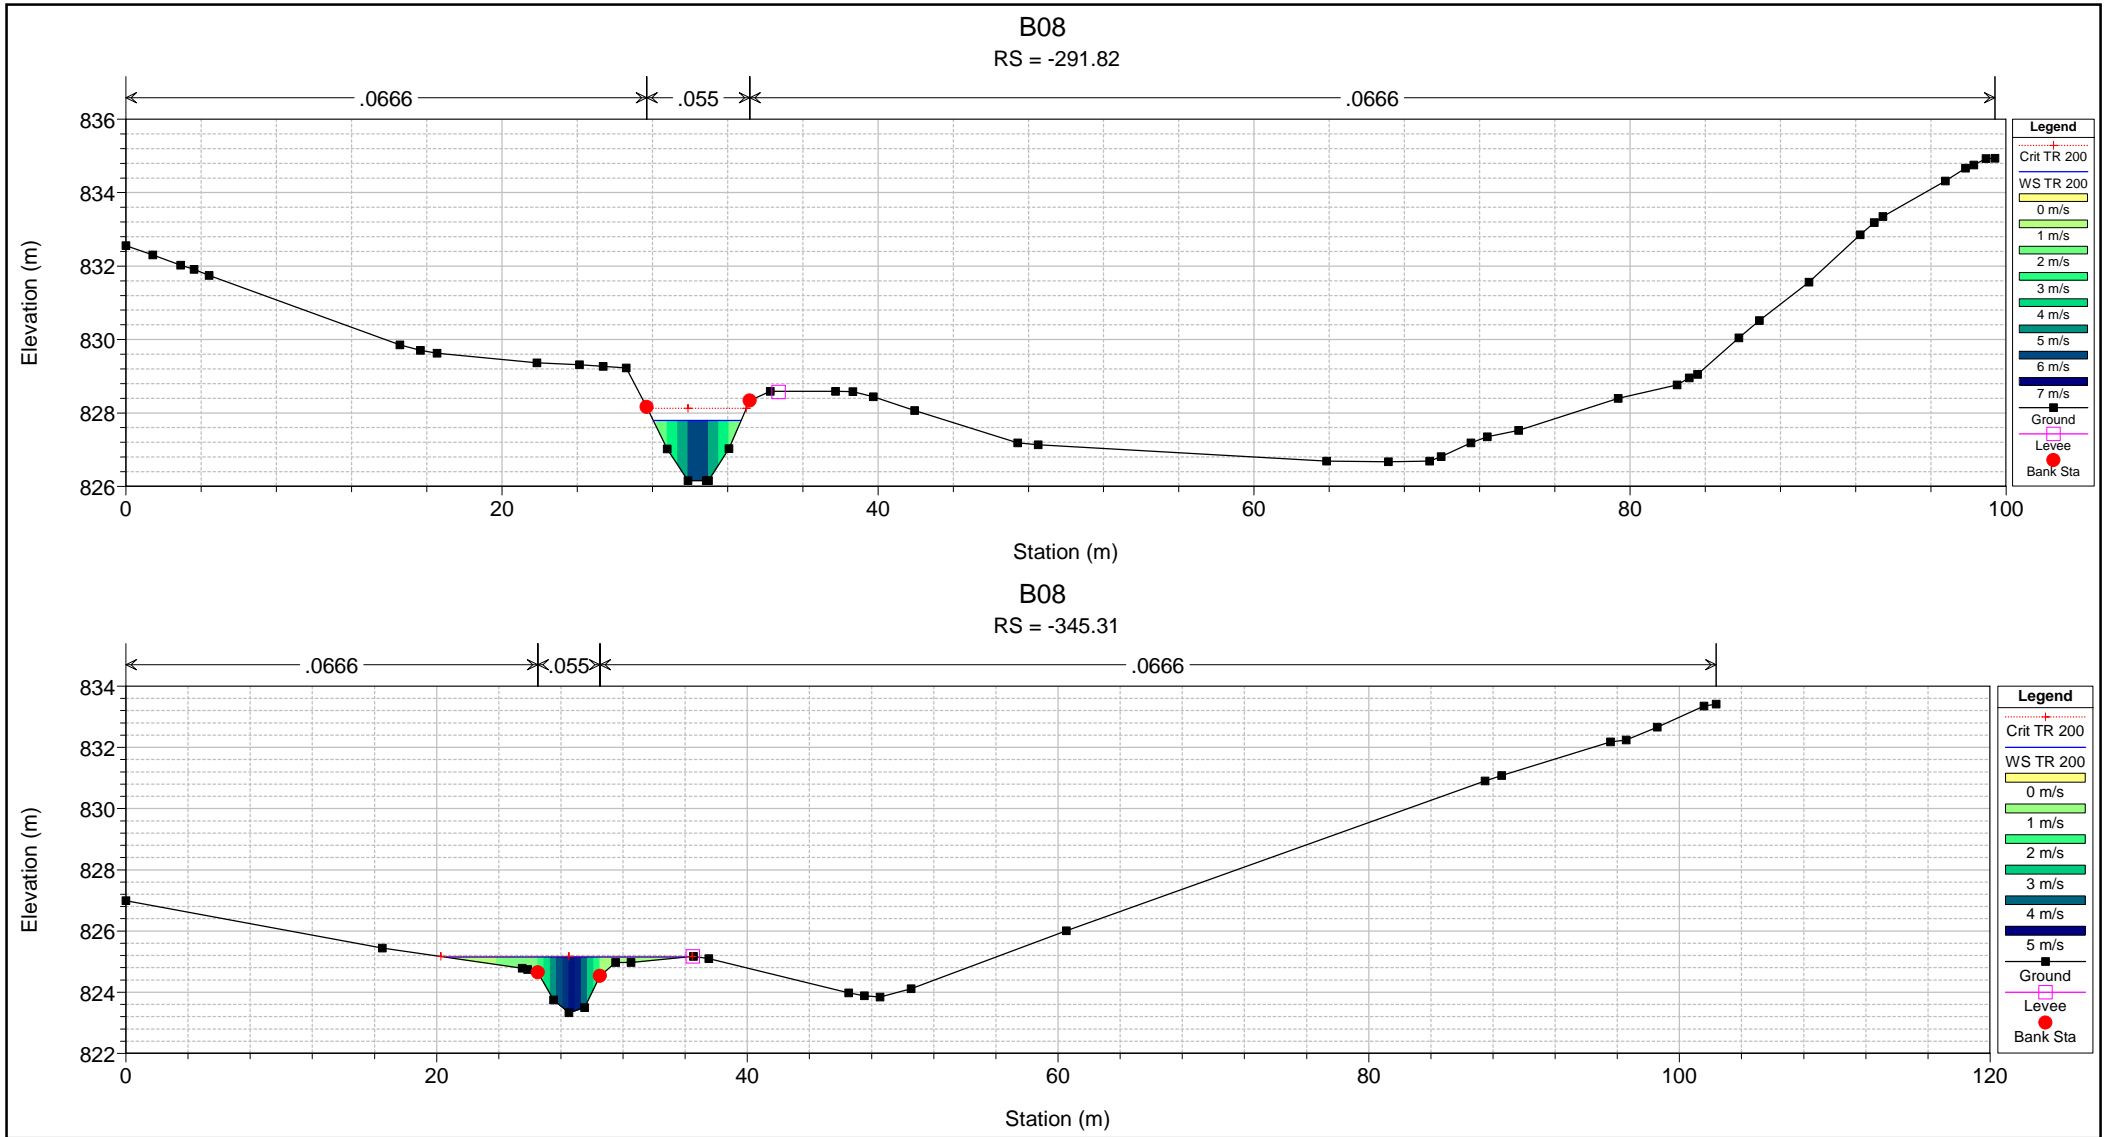 B08
RS = -291.82
.0666 .055 .0666
836
834
832
830
828
826
Elevation (m)
0 20 40 60 80 100
Station (m)
Legend
Crit TR 200
WS TR 200
0 m/s
1 m/s
2 m/s
3 m/s
4 m/s
5 m/s
6 m/s
7 m/s
Ground
Levee
Bank Sta
B08
RS = -345.31
.0666 .055 .0666
834
832
830
828
826
824
822
Elevation (m)
0 20 40 60 80 100 120
Station (m)
Legend
Crit TR 200
WS TR 200
0 m/s
1 m/s
2 m/s
3 m/s
4 m/s
5 m/s
Ground
Levee
Bank Sta